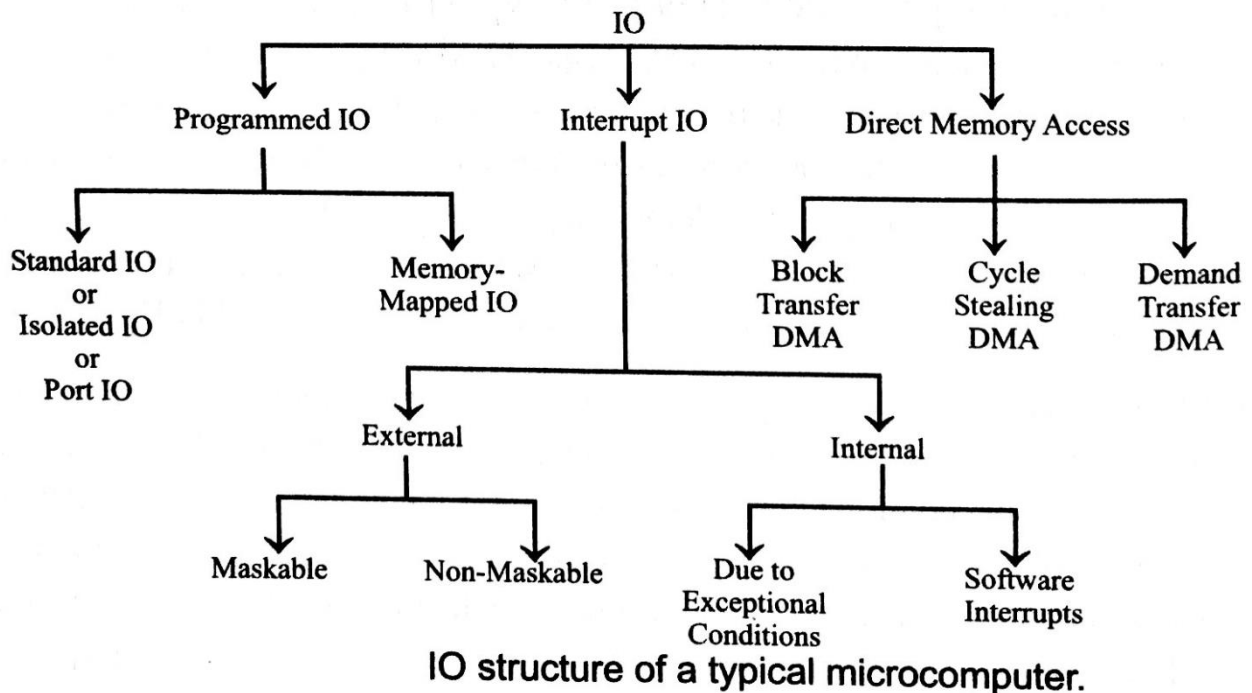 IO
Programmed IO
Interrupt IO
Direct Memory Access
Standard IO
or
Isolated IO
or
Port IO
Memory-
Mapped IO
Block
Transfer
DMA
Cycle
Stealing
DMA
Demand
Transfer
DMA
External
Internal
Maskable
Non-Maskable
Due to
Exceptional
Conditions
Software
Interrupts
IO structure of a typical microcomputer.